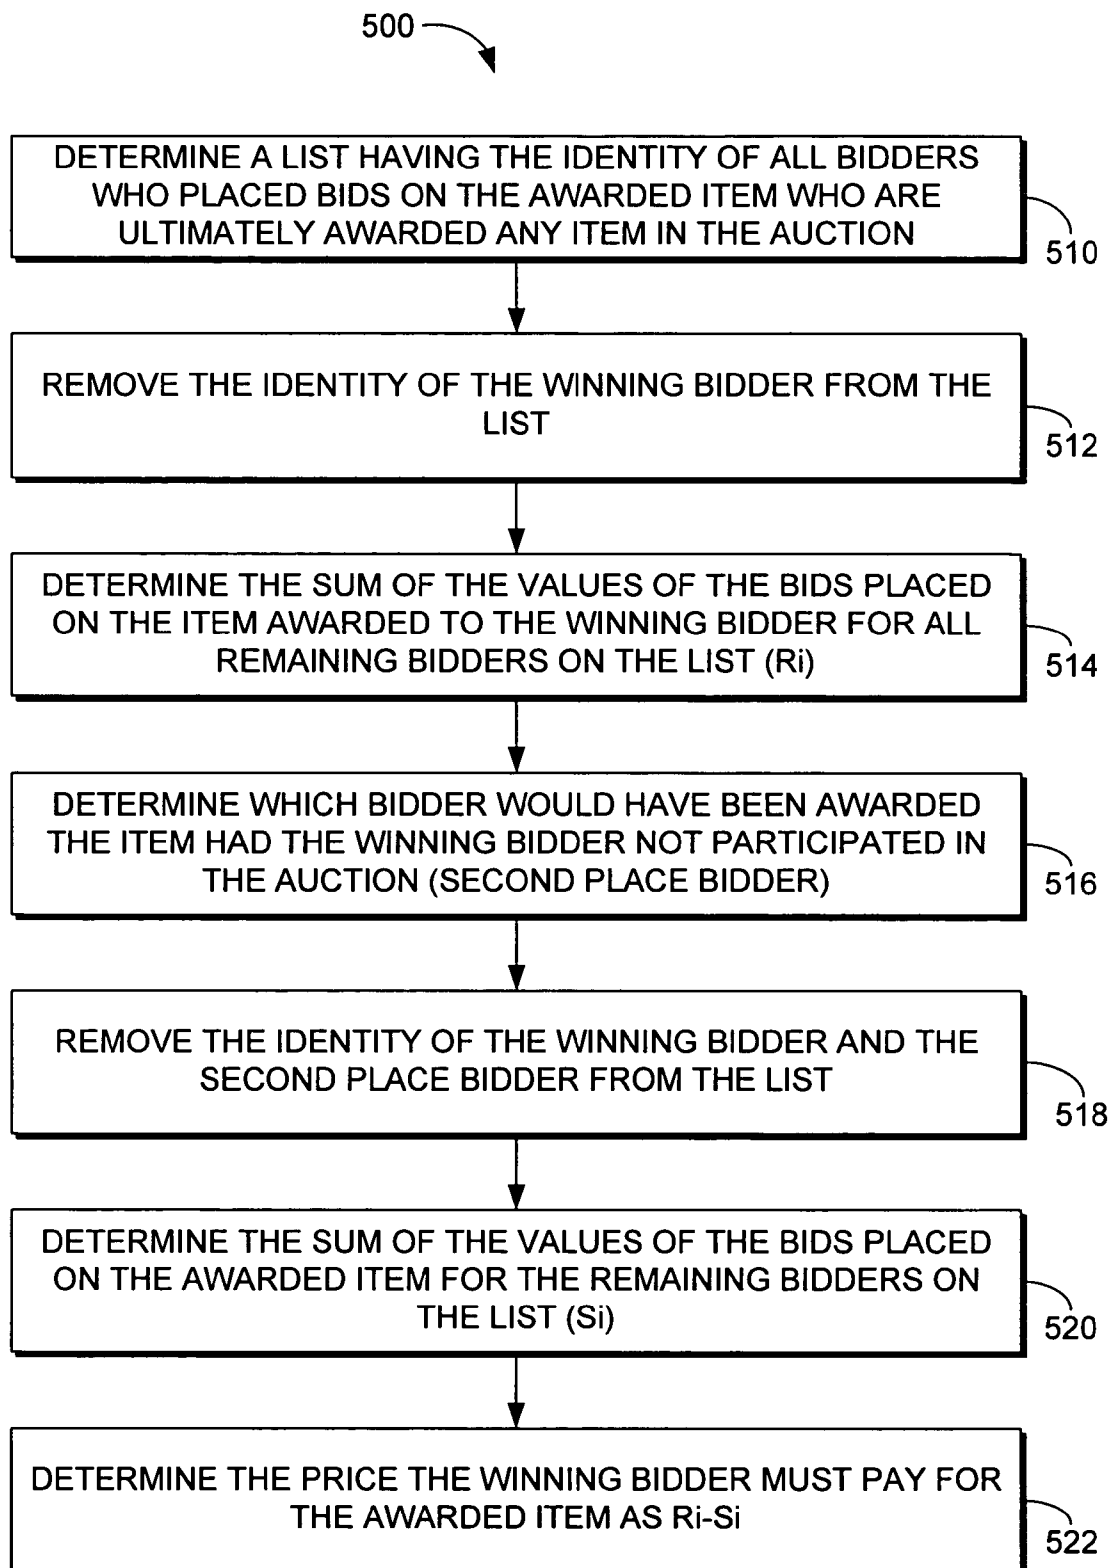 500
DETERMINE A LIST HAVING THE IDENTITY OF ALL BIDDERS
WHO PLACED BIDS ON THE AWARDED ITEM WHO ARE
ULTIMATELY AWARDED ANY ITEM IN THE AUCTION
510
REMOVE THE IDENTITY OF THE WINNING BIDDER FROM THE
LIST
512
DETERMINE THE SUM OF THE VALUES OF THE BIDS PLACED
ON THE ITEM AWARDED TO THE WINNING BIDDER FOR ALL
REMAINING BIDDERS ON THE LIST (Ri)
514
DETERMINE WHICH BIDDER WOULD HAVE BEEN AWARDED
THE ITEM HAD THE WINNING BIDDER NOT PARTICIPATED IN
THE AUCTION (SECOND PLACE BIDDER)
516
REMOVE THE IDENTITY OF THE WINNING BIDDER AND THE
SECOND PLACE BIDDER FROM THE LIST
518
DETERMINE THE SUM OF THE VALUES OF THE BIDS PLACED
ON THE AWARDED ITEM FOR THE REMAINING BIDDERS ON
THE LIST (Si)
520
DETERMINE THE PRICE THE WINNING BIDDER MUST PAY FOR
THE AWARDED ITEM AS Ri-Si
522